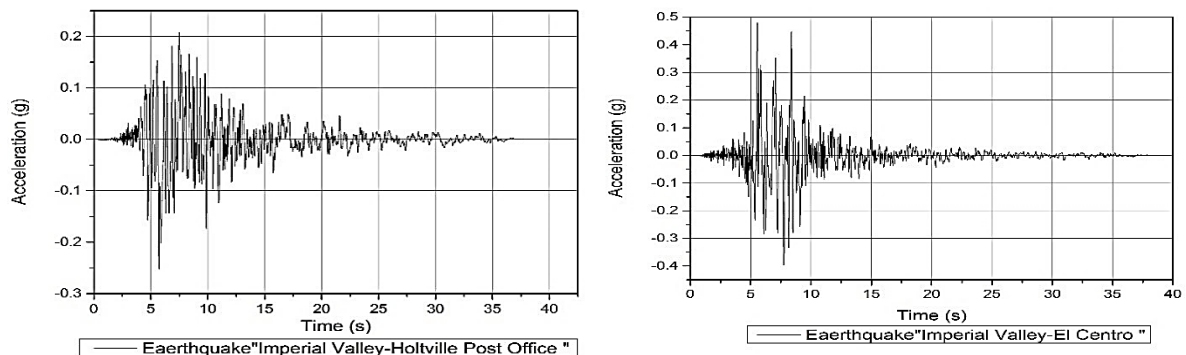 0.2
0.1
0.0
-0.1
-0.2
-0.3
Acceleration (g)
0 5 10 15 20 25 30 35 40
Time (s)
Eaerthquake"Imperial Valley-Holtville Post Office "
0.5
0.4
0.3
0.2
0.1
0.0
-0.1
-0.2
-0.3
-0.4
Acceleration (g)
0 5 10 15 20 25 30 35 40
Time (s)
Eaerthquake"Imperial Valley-El Centro "